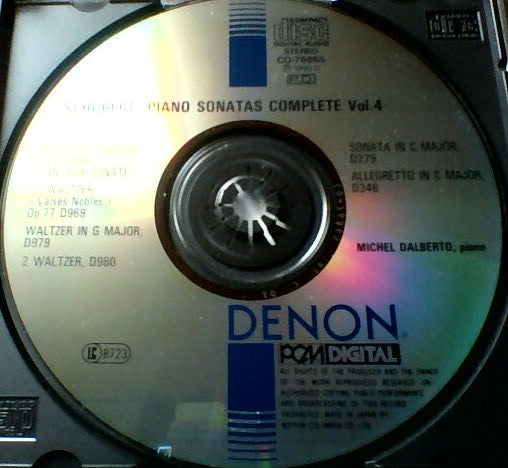 COMPACT
disc
DIGITAL AUDIO
STEREO
SCHUBERT: PIANO SONATAS COMPLETE Vol.4
WALTZER
Valses Nobles
Op.77 D969
WALTZER IN G MAJOR,
D979
2 WALTZER, D980
SONATA IN C MAJOR,
D279
ALLEGRETTO IN C MAJOR,
D346
MICHEL DALBERTO, piano
8723
DENON
PCM DIGITAL
ALL RIGHTS OF THE PRODUCER AND THE OWNER
OF THE WORK REPRODUCED RESERVED UN-
AUTHORIZED COPYING PUBLIC PERFORMANCE
AND BROADCASTING OF THIS RECORD
PROHIBITED. MADE IN JAPAN BY
NIPPON COLUMBIA CO., LTD.